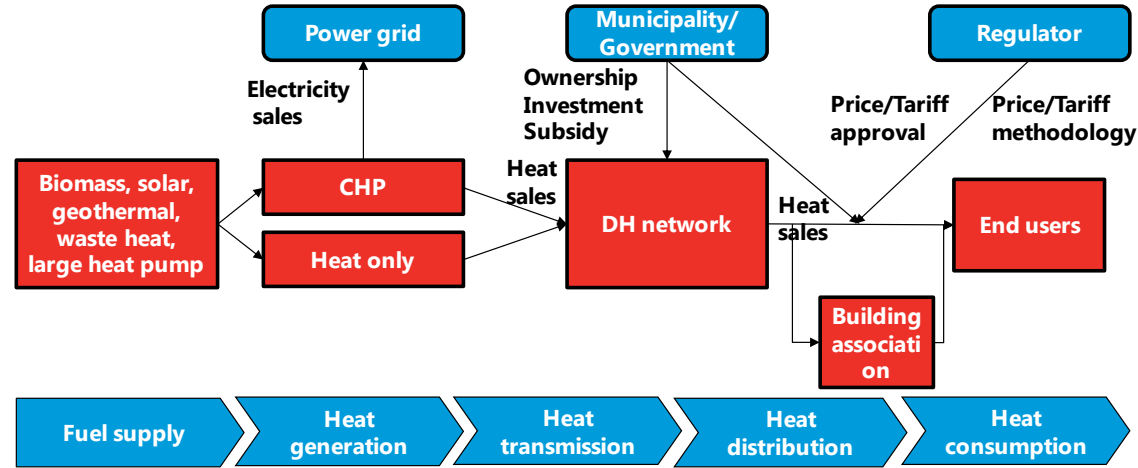 Power grid
Municipality/
Government
Regulator
Electricity
sales
Ownership
Investment
Subsidy
Price/Tariff
approval
Price/Tariff
methodology
Biomass, solar,
geothermal,
waste heat,
large heat pump
CHP
Heat only
Heat
sales
DH network
Heat
sales
End users
Building
associati
on
Fuel supply
Heat
generation
Heat
transmission
Heat
distribution
Heat
consumption